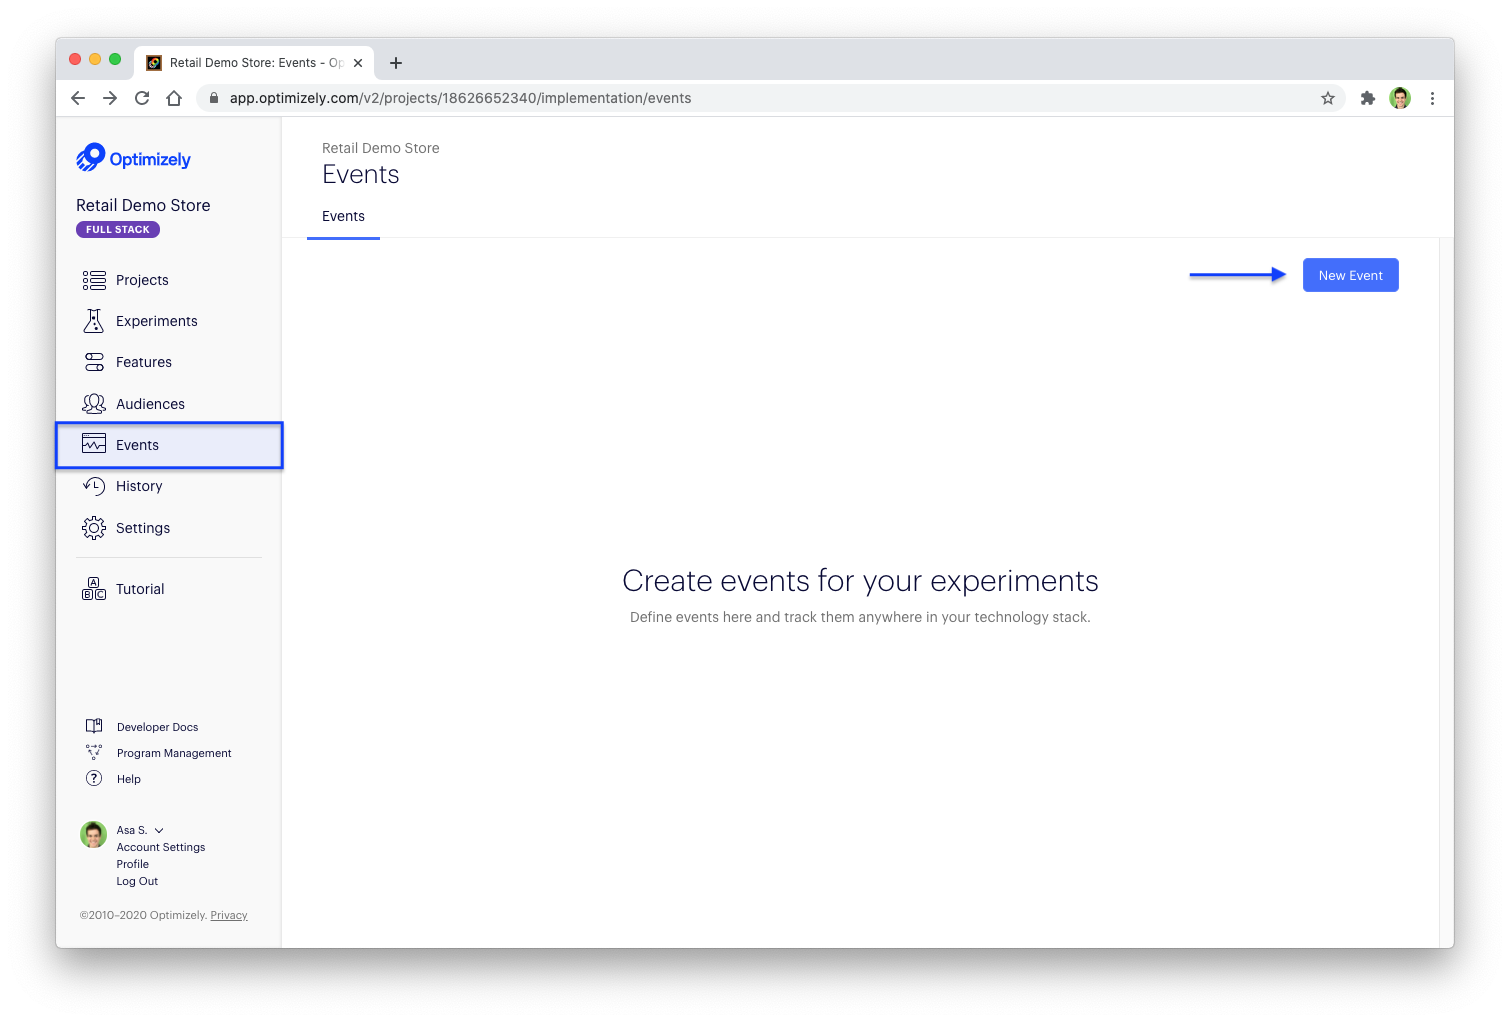 Retail Demo Store: Events - Op
app.optimizely.com/v2/projects/18626652340/implementation/events
Optimizely
Retail Demo Store
FULL STACK
Projects
Experiments
Features
Audiences
Events
History
Settings
A
B C
Tutorial
Developer Docs
Program Management
? Help
Asa S.
Account Settings
Profile
Log Out
©2010–2020 Optimizely. Privacy
Retail Demo Store
Events
Events
New Event
Create events for your experiments
Define events here and track them anywhere in your technology stack.